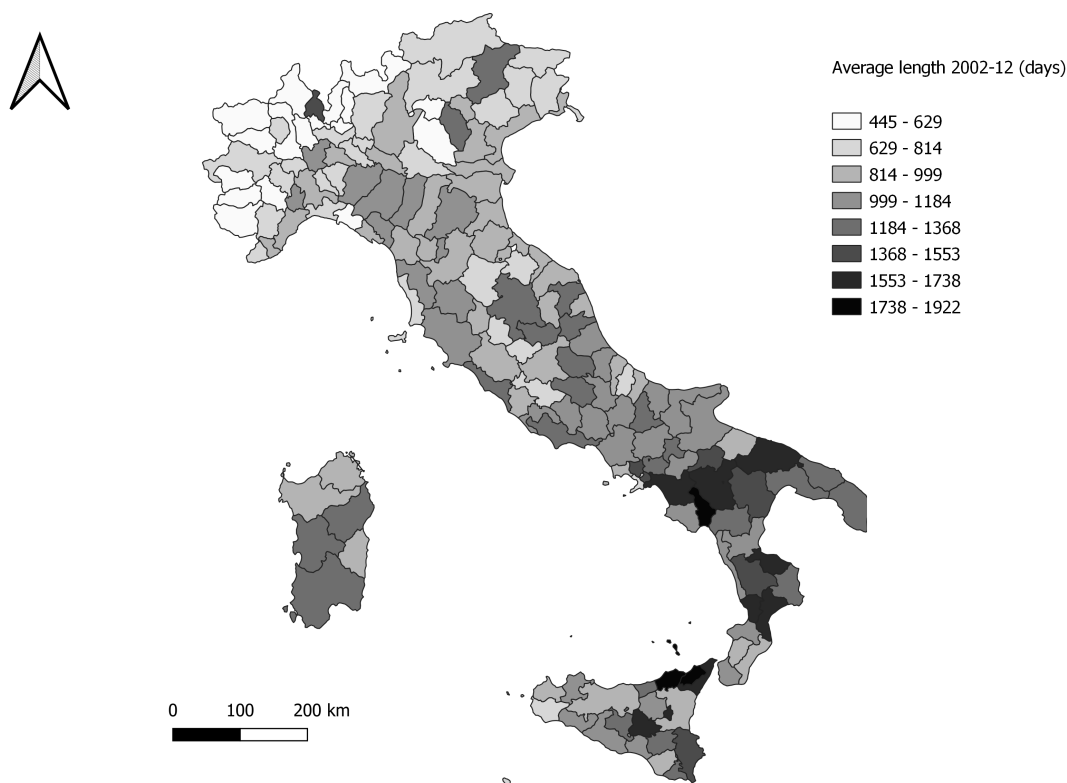 Average length 2002-12 (days)
445 - 629
629 - 814
814 - 999
999 - 1184
1184 - 1368
1368 - 1553
1553 - 1738
1738 - 1922
0 100 200 km